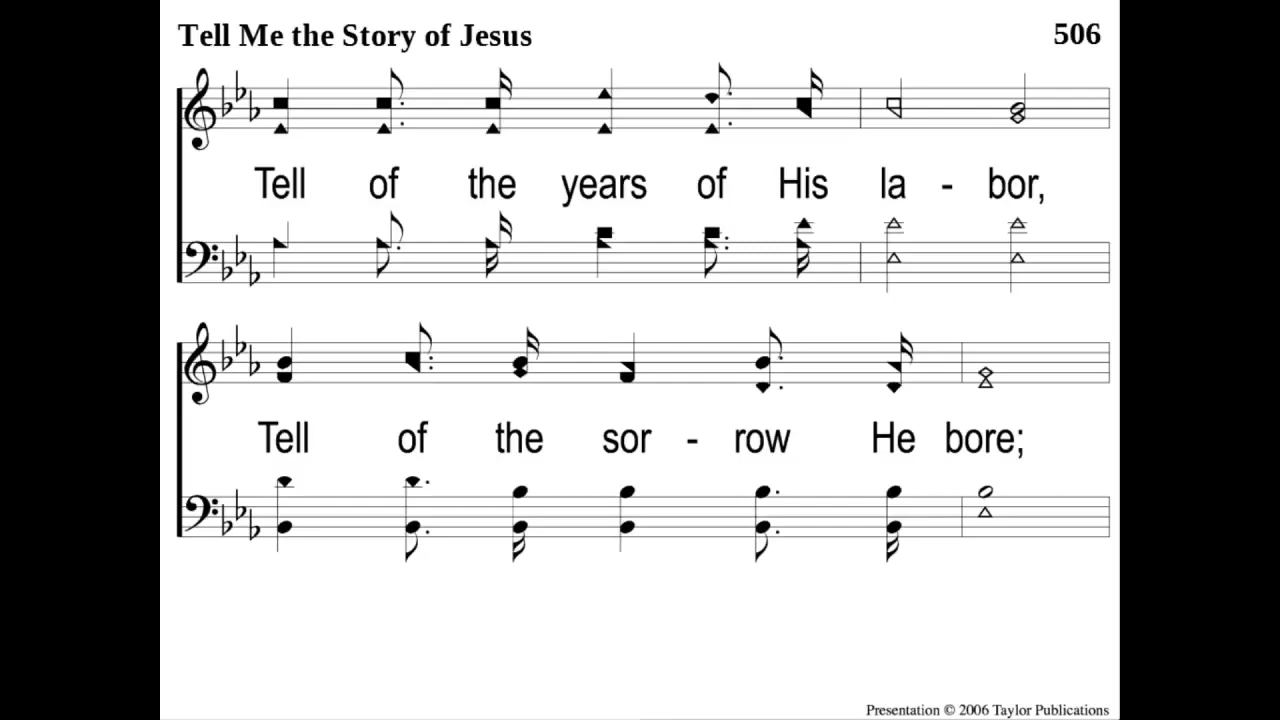 Tell Me the Story of Jesus 506
Tell of the years of His la - bor,
Tell of the sor - row He bore;
Presentation © 2006 Taylor Publications